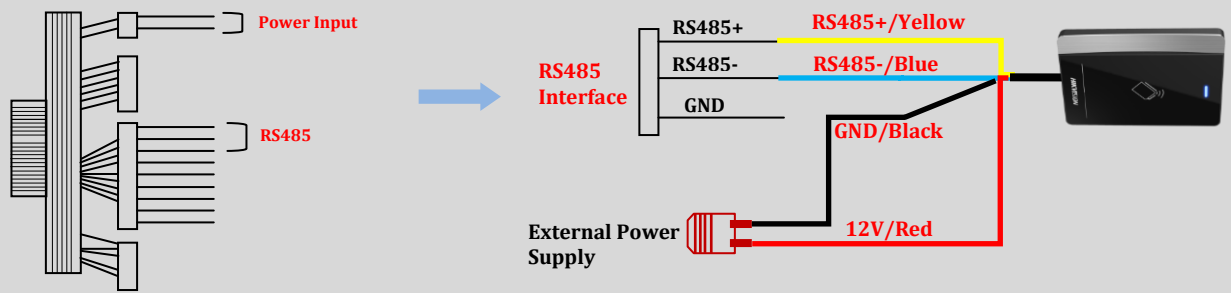 Power Input
RS485
RS485
Interface
RS485+
RS485-
GND
RS485+/Yellow
RS485-/Blue
GND/Black
12V/Red
External Power
Supply
HIKVISION